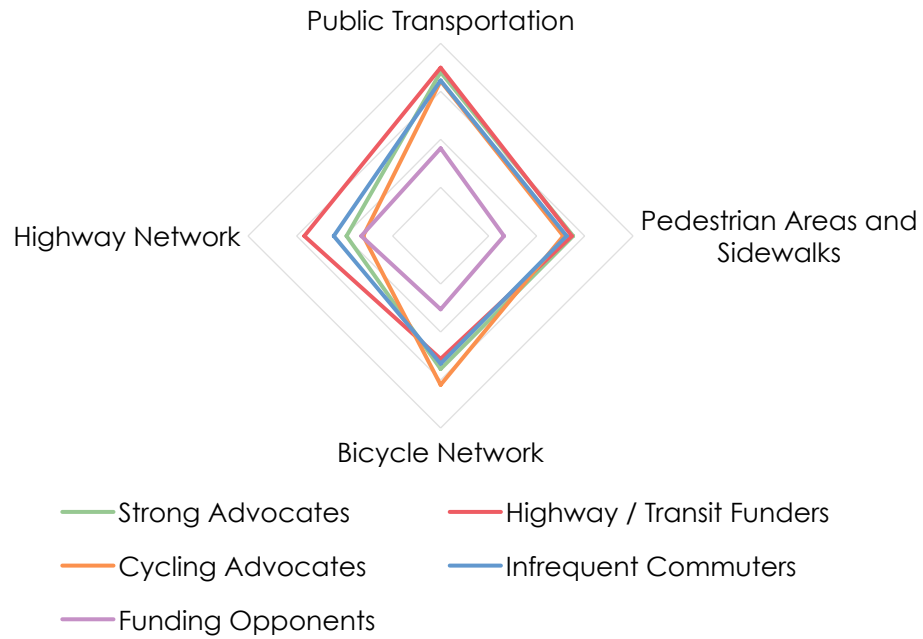 Public Transportation
Highway Network
Pedestrian Areas and
Sidewalks
Bicycle Network
Strong Advocates
Highway / Transit Funders
Cycling Advocates
Infrequent Commuters
Funding Opponents